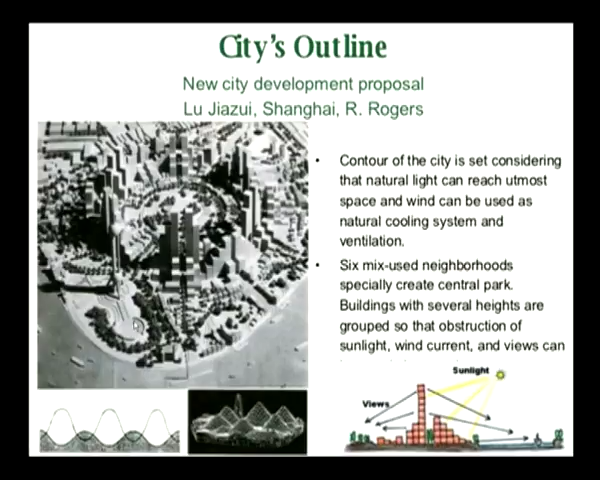 City's Outline
New city development proposal
Lu Jiazui, Shanghai, R. Rogers
• Contour of the city is set considering
that natural light can reach utmost
space and wind can be used as
natural cooling system and
ventilation.
• Six mix-used neighborhoods
specially create central park.
Buildings with several heights are
grouped so that obstruction of
sunlight, wind current, and views can
Sunlight
Views